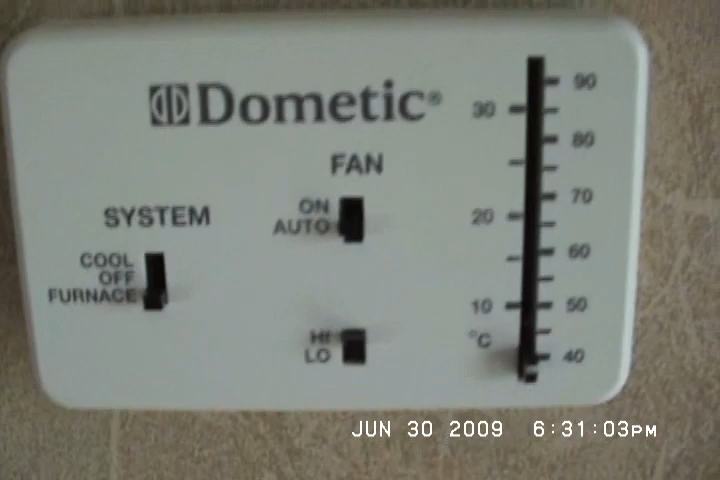 Dometic®
FAN
ON
AUTO
SYSTEM
COOL
OFF
FURNACE
HI
LO
90
30
80
70
20
60
10
50
°C
40
JUN 30 2009 6:31:03PM